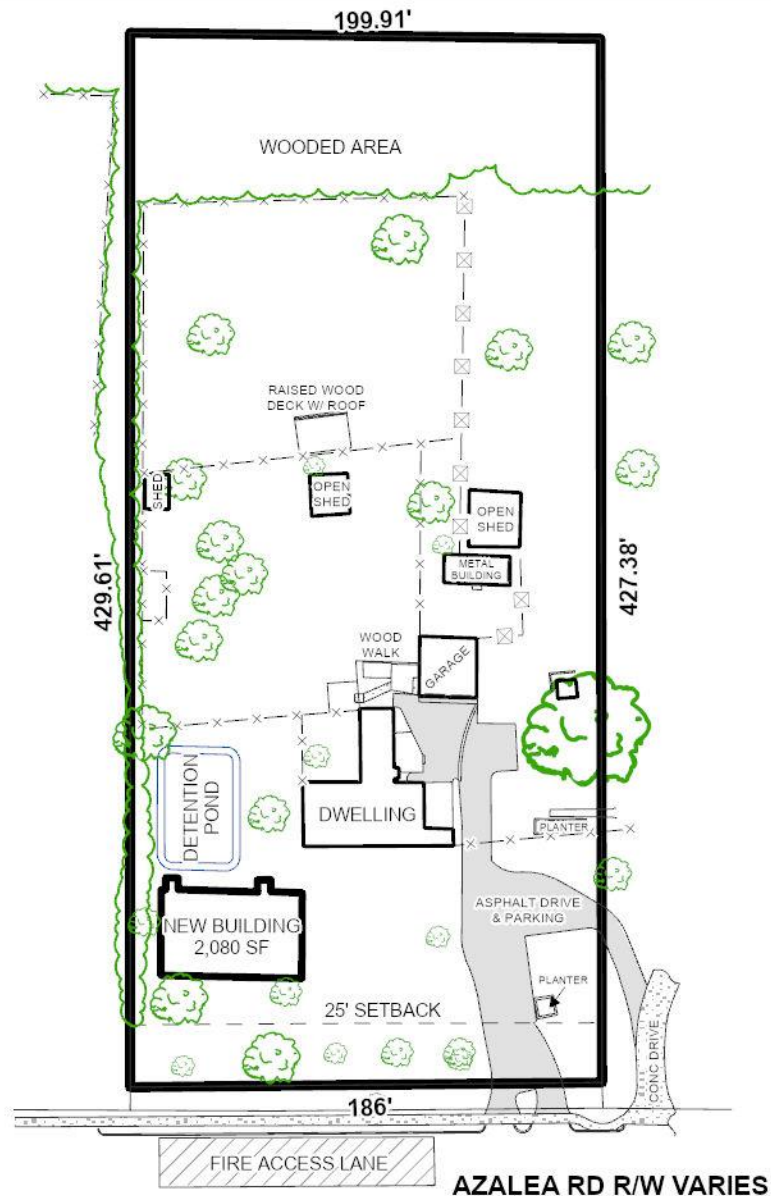 199.91'
WOODED AREA
RAISED WOOD
DECK W/ ROOF
SHED
OPEN
SHED
OPEN
SHED
METAL
BUILDING
429.61'
427.38'
WOOD
WALK
GARAGE
DETENTION
POND
DWELLING
PLANTER
NEW BUILDING
2,080 SF
ASPHALT DRIVE
& PARKING
PLANTER
25' SETBACK
CONC DRIVE
186'
FIRE ACCESS LANE
AZALEA RD R/W VARIES